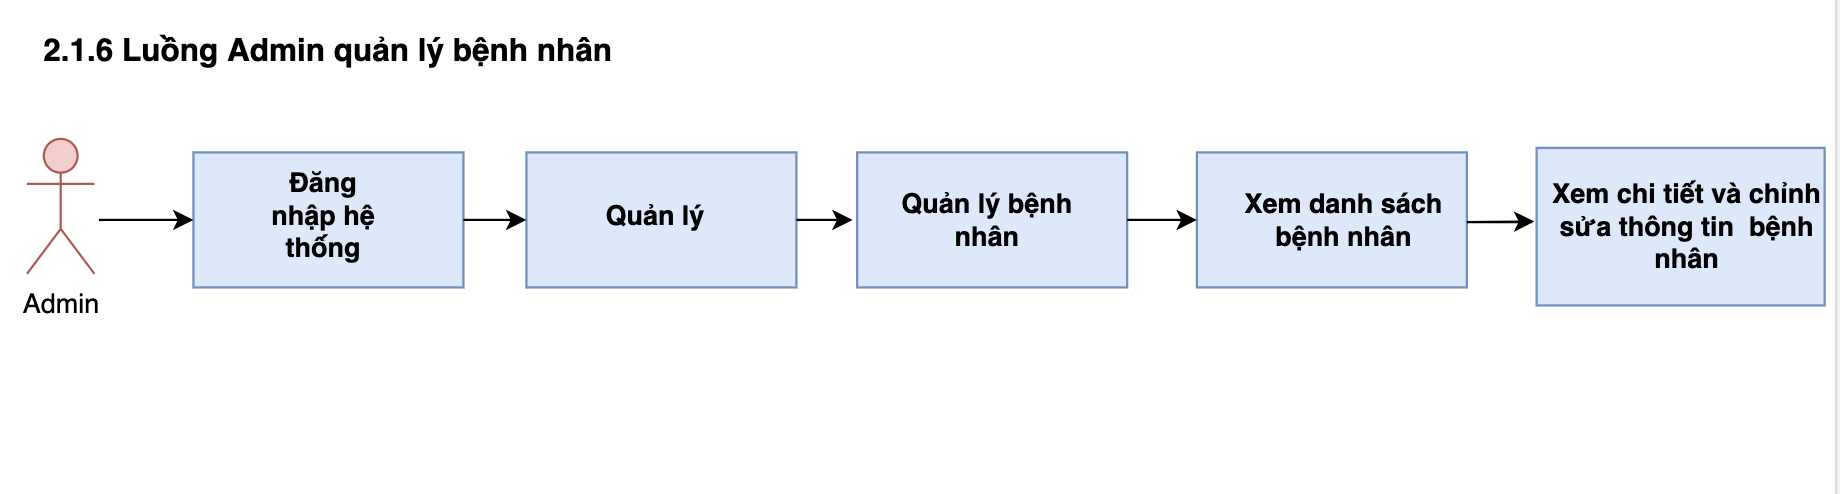 2.1.6 Luồng Admin quản lý bệnh nhân
Đăng
nhập hệ
thống
Quản lý
Quản lý bệnh
nhân
Xem danh sách
bệnh nhân
Xem chi tiết và chỉnh
sửa thông tin  bệnh
nhân
Admin